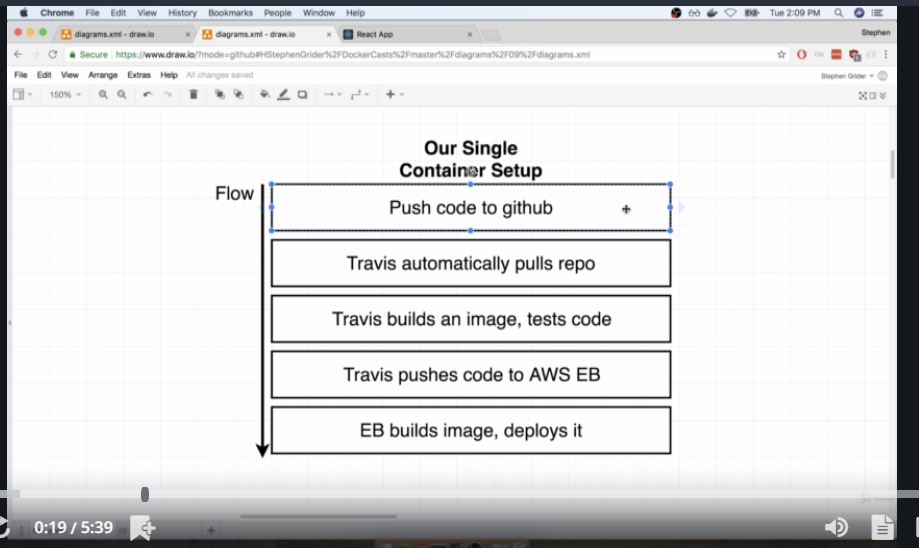 Chrome File Edit View History Bookmarks People Window Help
Tue 2:09 PM
diagrams.xml - draw.io
diagrams.xml - draw.io
React App
Stephen
Secure https://www.draw.io/?mode=github#HStephenGrider%2FDockerCasts%2Fmaster%2Fdiagrams%2F09%2Fdiagrams.xml
File Edit View Arrange Extras Help All changes saved
Stephen Grider
150%
Our Single
Container Setup
Flow
Push code to github
Travis automatically pulls repo
Travis builds an image, tests code
Travis pushes code to AWS EB
EB builds image, deploys it
0:19 / 5:39